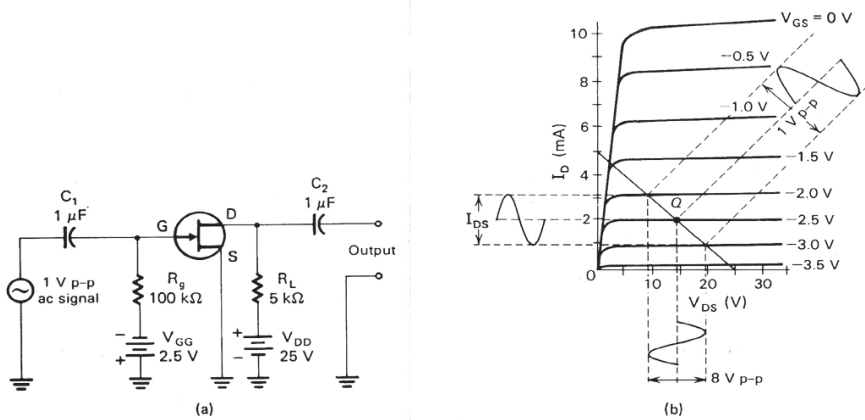 C1
1 μF
C2
1 μF
G
D
S
Output
1 V p-p
ac signal
Rg
100 kΩ
RL
5 kΩ
VGG
2.5 V
VDD
25 V
− + + −
(a)
VGS = 0 V
−0.5 V
−1.0 V
−1.5 V
−2.0 V
−2.5 V
−3.0 V
−3.5 V
1 V p-p
10
8
6
4
2
0
ID (mA)
IDS
Q
10 20 30
VDS (V)
8 V p-p
(b)